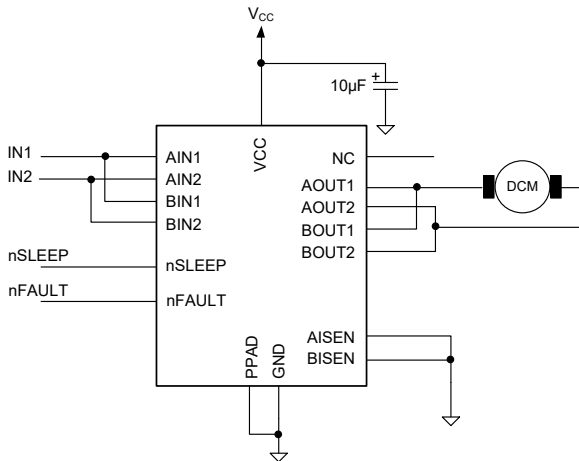 VCC
10µF
+
IN1
IN2
nSLEEP
nFAULT
AIN1
AIN2
BIN1
BIN2
nSLEEP
nFAULT
VCC
NC
AOUT1
AOUT2
BOUT1
BOUT2
AISEN
BISEN
PPAD
GND
DCM